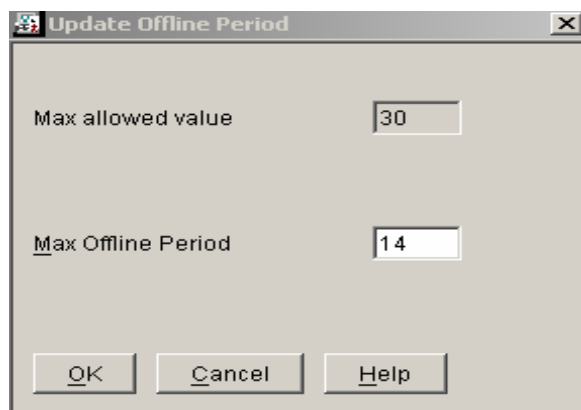 Update Offline Period
Max allowed value 30
Max Offline Period 14
OK Cancel Help